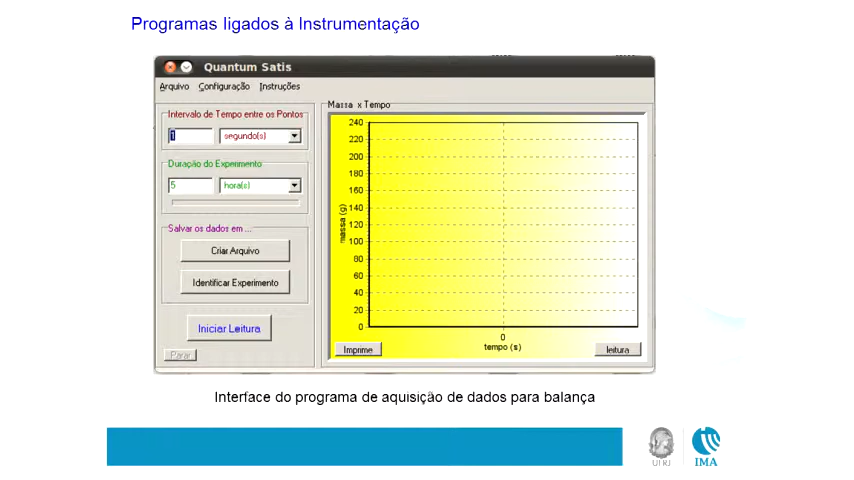 Programas ligados à Instrumentação
Quantum Satis
Arquivo Configuração Instruções
Intervalo de Tempo entre os Pontos
1 segundo(s)
Duração do Experimento
5 hora(s)
Salvar os dados em ...
Criar Arquivo
Identificar Experimento
Iniciar Leitura
Parar
Massa x Tempo
massa (g)
240
220
200
180
160
140
120
100
80
60
40
20
0
0
tempo (s)
Imprime
leitura
Interface do programa de aquisição de dados para balança
UFRJ
IMA